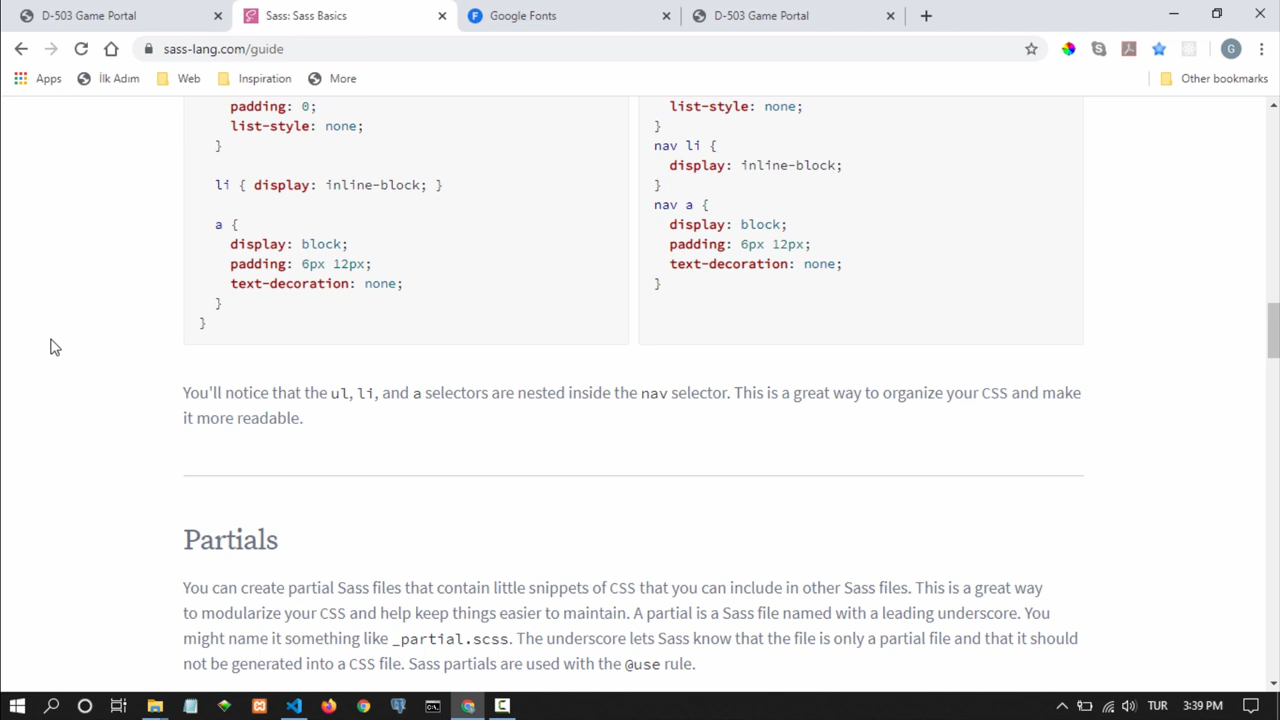 D-503 Game Portal
Sass: Sass Basics
Google Fonts
D-503 Game Portal
sass-lang.com/guide
G
Apps
İlk Adım
Web
Inspiration
More
Other bookmarks
padding: 0;
list-style: none;
}
li { display: inline-block; }
a {
display: block;
padding: 6px 12px;
text-decoration: none;
}
}
list-style: none;
}
nav li {
display: inline-block;
}
nav a {
display: block;
padding: 6px 12px;
text-decoration: none;
}
You'll notice that the ul, li, and a selectors are nested inside the nav selector. This is a great way to organize your CSS and make
it more readable.
Partials
You can create partial Sass files that contain little snippets of CSS that you can include in other Sass files. This is a great way
to modularize your CSS and help keep things easier to maintain. A partial is a Sass file named with a leading underscore. You
might name it something like _partial.scss. The underscore lets Sass know that the file is only a partial file and that it should
not be generated into a CSS file. Sass partials are used with the @use rule.
TUR
3:39 PM